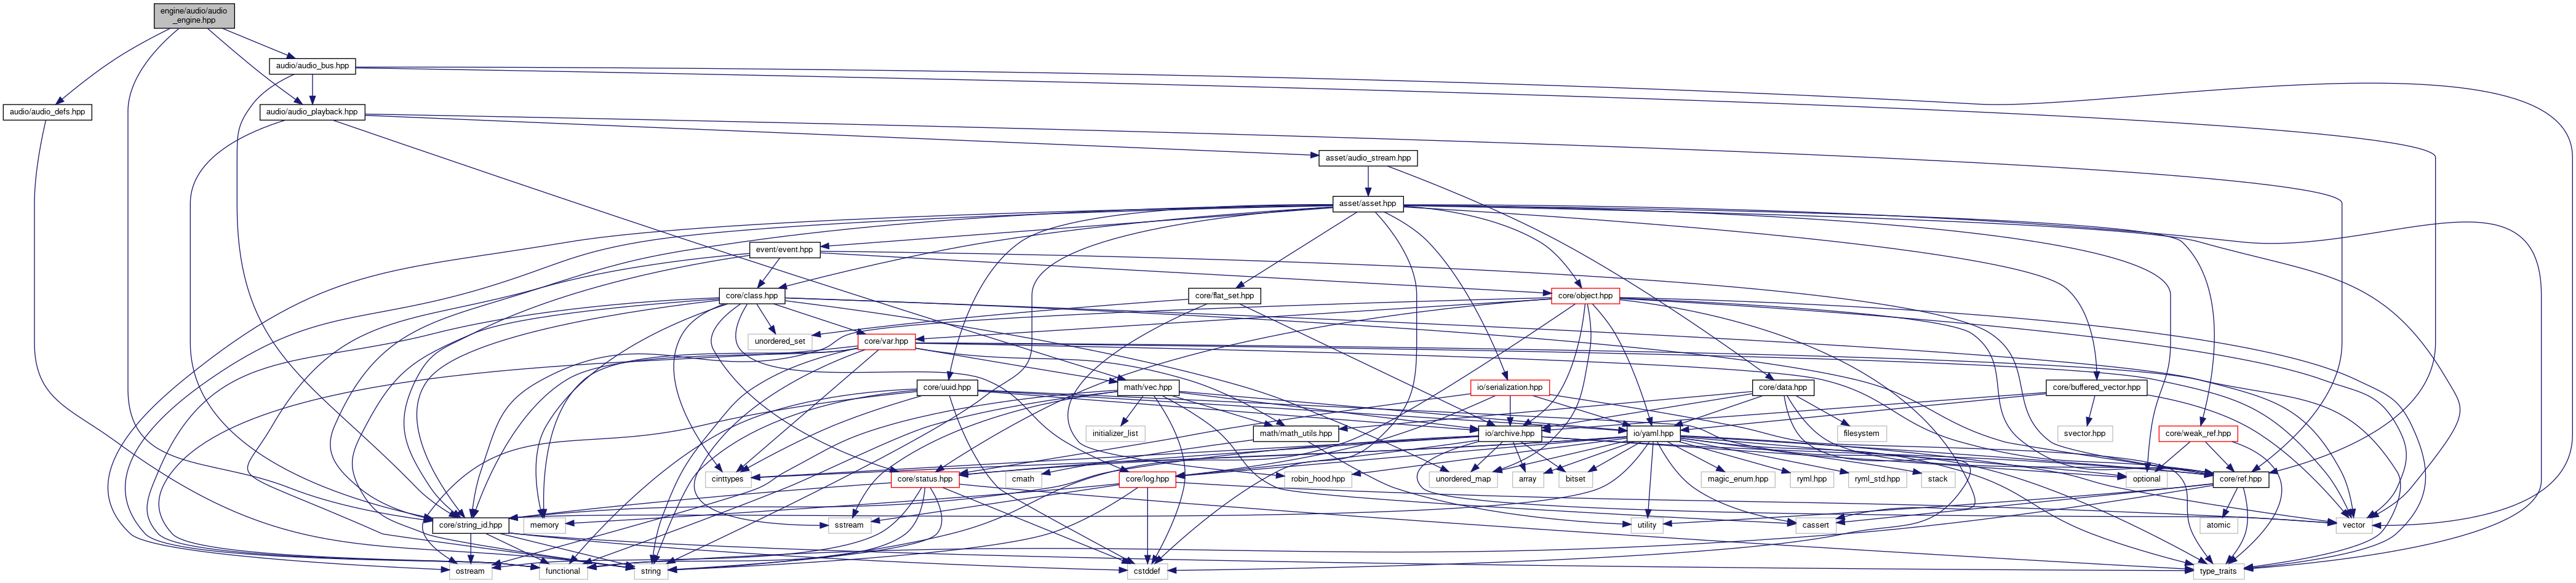 engine/audio/audio
_engine.hpp
audio/audio_bus.hpp
audio/audio_defs.hpp
audio/audio_playback.hpp
asset/audio_stream.hpp
asset/asset.hpp
event/event.hpp
core/class.hpp
core/flat_set.hpp
core/object.hpp
unordered_set
core/var.hpp
core/uuid.hpp
math/vec.hpp
io/serialization.hpp
core/data.hpp
core/buffered_vector.hpp
initializer_list
math/math_utils.hpp
io/archive.hpp
io/yaml.hpp
filesystem
svector.hpp
core/weak_ref.hpp
cinttypes
core/status.hpp
cmath
core/log.hpp
robin_hood.hpp
unordered_map
array
bitset
magic_enum.hpp
ryml.hpp
ryml_std.hpp
stack
optional
core/ref.hpp
core/string_id.hpp
memory
sstream
utility
cassert
atomic
vector
ostream
functional
string
cstddef
type_traits